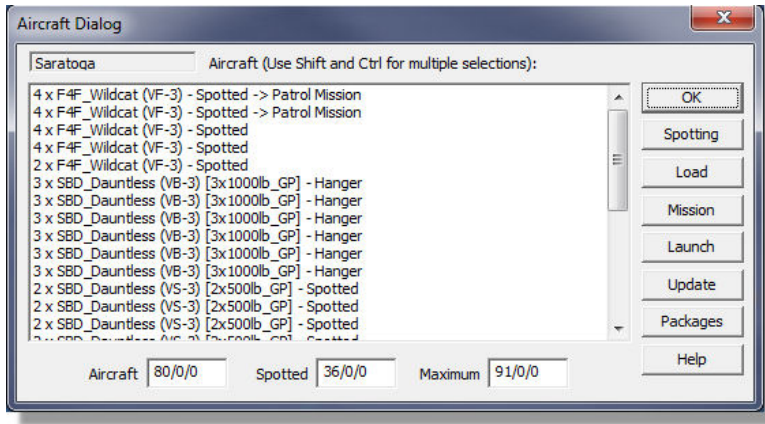 Aircraft Dialog
Saratoga Aircraft (Use Shift and Ctrl for multiple selections):
4 x F4F_Wildcat (VF-3) - Spotted -> Patrol Mission
4 x F4F_Wildcat (VF-3) - Spotted -> Patrol Mission
4 x F4F_Wildcat (VF-3) - Spotted
4 x F4F_Wildcat (VF-3) - Spotted
2 x F4F_Wildcat (VF-3) - Spotted
3 x SBD_Dauntless (VB-3) [3x1000lb_GP] - Hanger
3 x SBD_Dauntless (VB-3) [3x1000lb_GP] - Hanger
3 x SBD_Dauntless (VB-3) [3x1000lb_GP] - Hanger
3 x SBD_Dauntless (VB-3) [3x1000lb_GP] - Hanger
3 x SBD_Dauntless (VB-3) [3x1000lb_GP] - Hanger
3 x SBD_Dauntless (VB-3) [3x1000lb_GP] - Hanger
2 x SBD_Dauntless (VS-3) [2x500lb_GP] - Spotted
2 x SBD_Dauntless (VS-3) [2x500lb_GP] - Spotted
2 x SBD_Dauntless (VS-3) [2x500lb_GP] - Spotted
OK
Spotting
Load
Mission
Launch
Update
Packages
Help
Aircraft 80/0/0 Spotted 36/0/0 Maximum 91/0/0